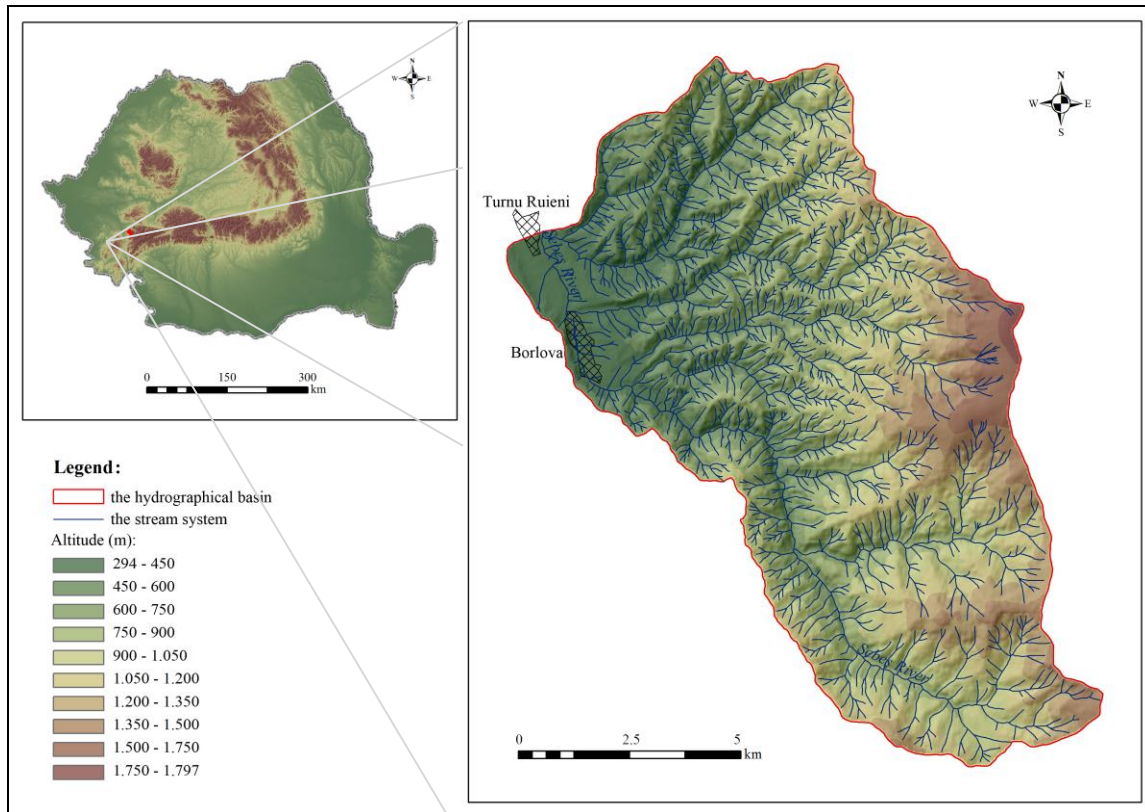 N
W E
S
0 150 300
km
Legend:
the hydrographical basin
the stream system
Altitude (m):
294 - 450
450 - 600
600 - 750
750 - 900
900 - 1.050
1.050 - 1.200
1.200 - 1.350
1.350 - 1.500
1.500 - 1.750
1.750 - 1.797
N
W E
S
Turnu Ruieni
Sebeș River
Borlova
Sebeș River
0 2.5 5
km